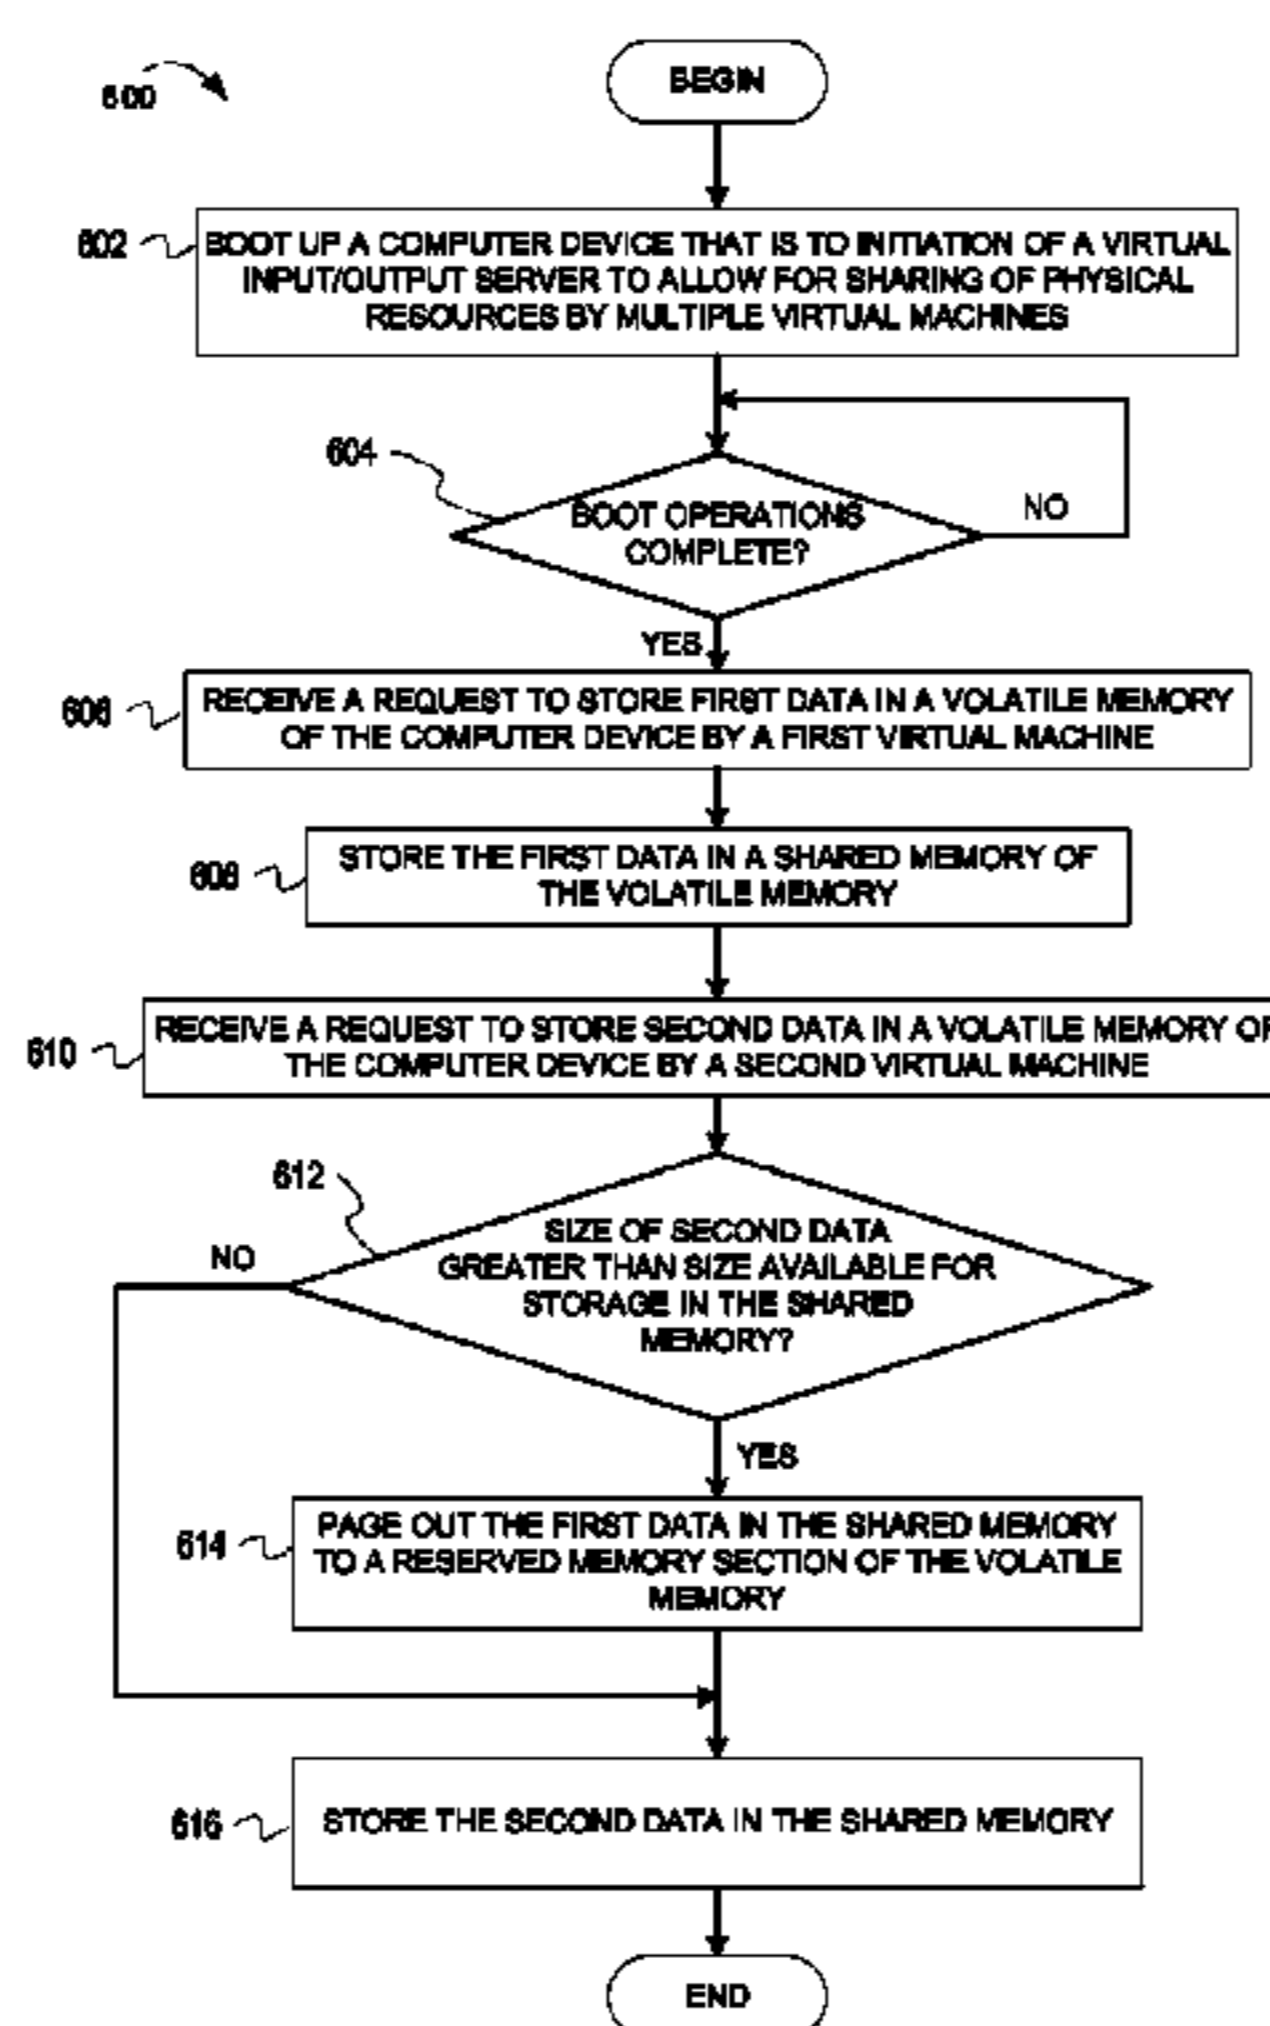 600
BEGIN
602
BOOT UP A COMPUTER DEVICE THAT IS TO INITIATION OF A VIRTUAL
INPUT/OUTPUT SERVER TO ALLOW FOR SHARING OF PHYSICAL
RESOURCES BY MULTIPLE VIRTUAL MACHINES
604
BOOT OPERATIONS
COMPLETE?
NO
YES
606
RECEIVE A REQUEST TO STORE FIRST DATA IN A VOLATILE MEMORY
OF THE COMPUTER DEVICE BY A FIRST VIRTUAL MACHINE
608
STORE THE FIRST DATA IN A SHARED MEMORY OF
THE VOLATILE MEMORY
610
RECEIVE A REQUEST TO STORE SECOND DATA IN A VOLATILE MEMORY OF
THE COMPUTER DEVICE BY A SECOND VIRTUAL MACHINE
612
NO
SIZE OF SECOND DATA
GREATER THAN SIZE AVAILABLE FOR
STORAGE IN THE SHARED
MEMORY?
YES
614
PAGE OUT THE FIRST DATA IN THE SHARED MEMORY
TO A RESERVED MEMORY SECTION OF THE VOLATILE
MEMORY
616
STORE THE SECOND DATA IN THE SHARED MEMORY
END